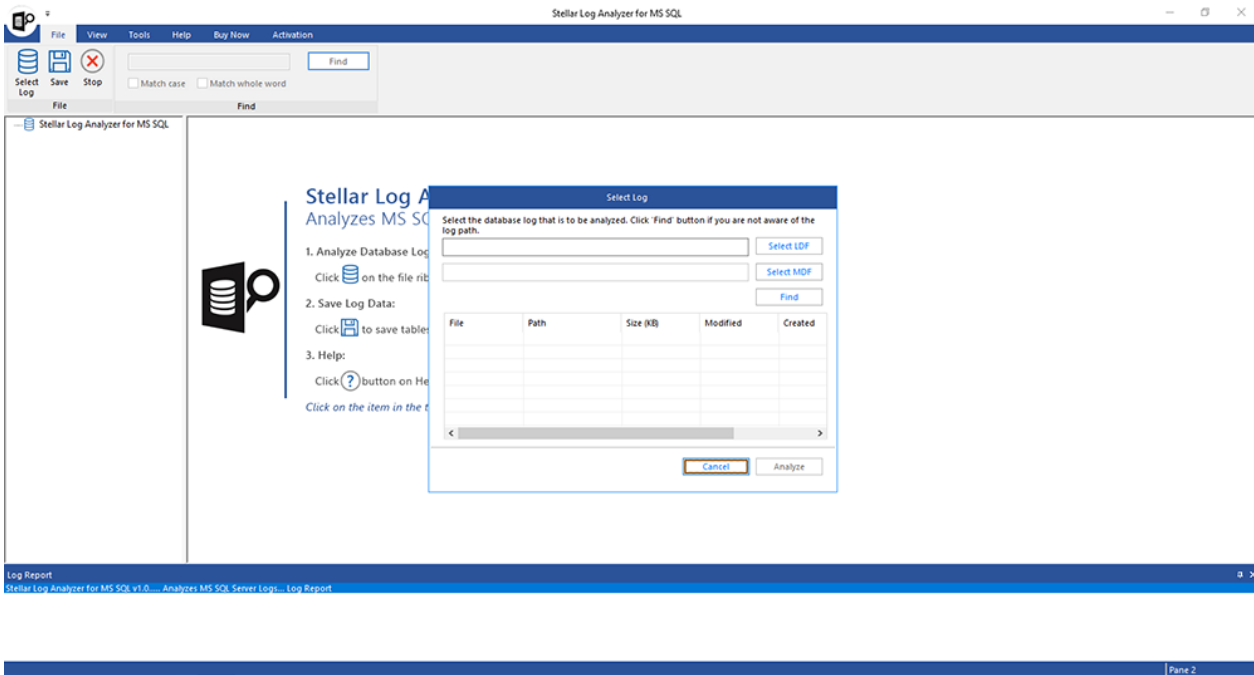 Stellar Log Analyzer for MS SQL
File View Tools Help Buy Now Activation
Find
Select Log
Save
Stop
Match case
Match whole word
File
Find
Stellar Log Analyzer for MS SQL
Stellar Log A
Analyzes MS SQ
1. Analyze Database Log
Click on the file rib
2. Save Log Data:
Click to save tables
3. Help:
Click ? button on He
Click on the item in the t
Select Log
Select the database log that is to be analyzed. Click 'Find' button if you are not aware of the
log path.
Select LDF
Select MDF
Find
File Path Size (KB) Modified Created
Cancel
Analyze
Log Report
Stellar Log Analyzer for MS SQL v1.0..... Analyzes MS SQL Server Logs... Log Report
Pane 2